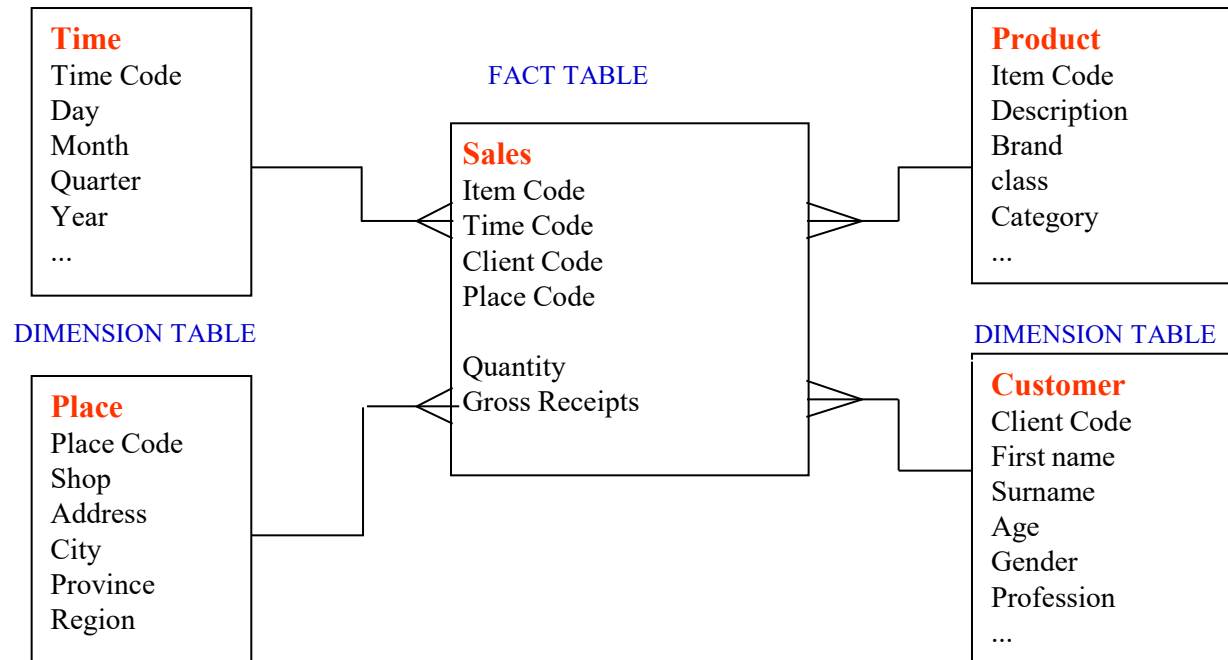 Time
Time Code
Day
Month
Quarter
Year
...
DIMENSION TABLE
Place
Place Code
Shop
Address
City
Province
Region
FACT TABLE
Sales
Item Code
Time Code
Client Code
Place Code
Quantity
Gross Receipts
Product
Item Code
Description
Brand
class
Category
...
DIMENSION TABLE
Customer
Client Code
First name
Surname
Age
Gender
Profession
...